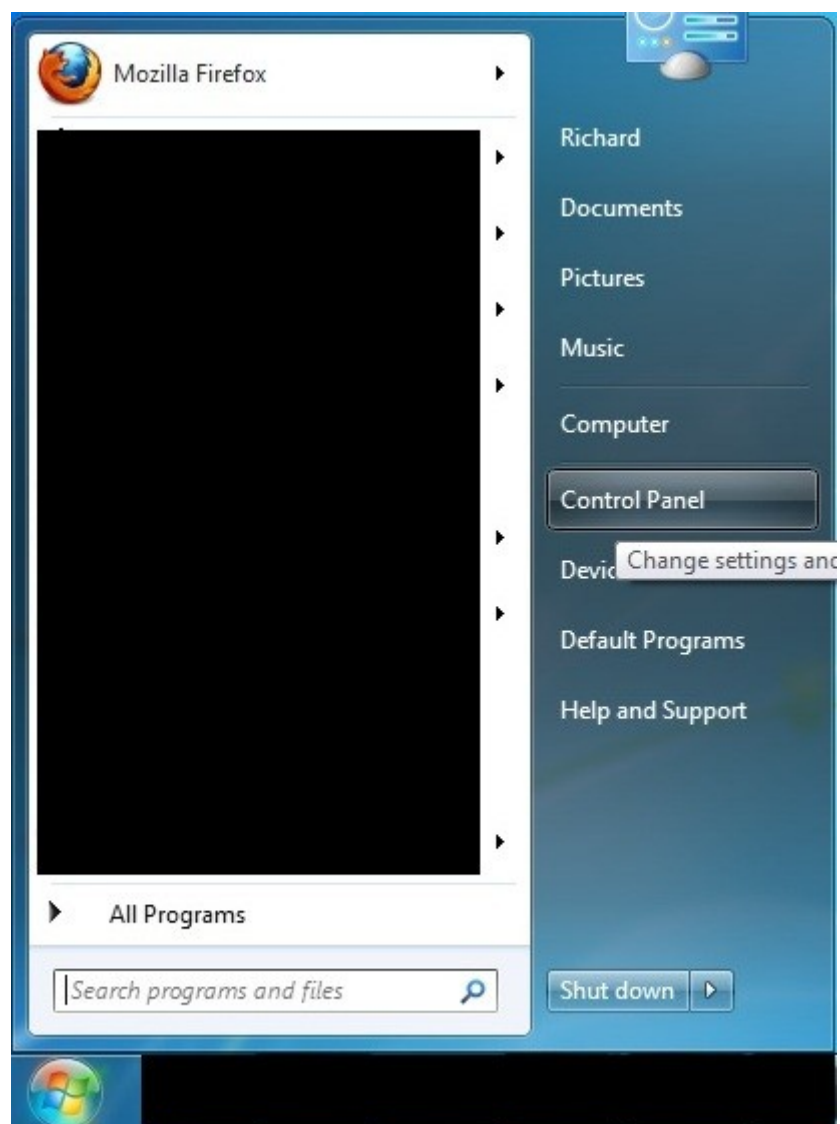 Mozilla Firefox
All Programs
Search programs and files
Richard
Documents
Pictures
Music
Computer
Control Panel
Change settings and
Devic
Default Programs
Help and Support
Shut down